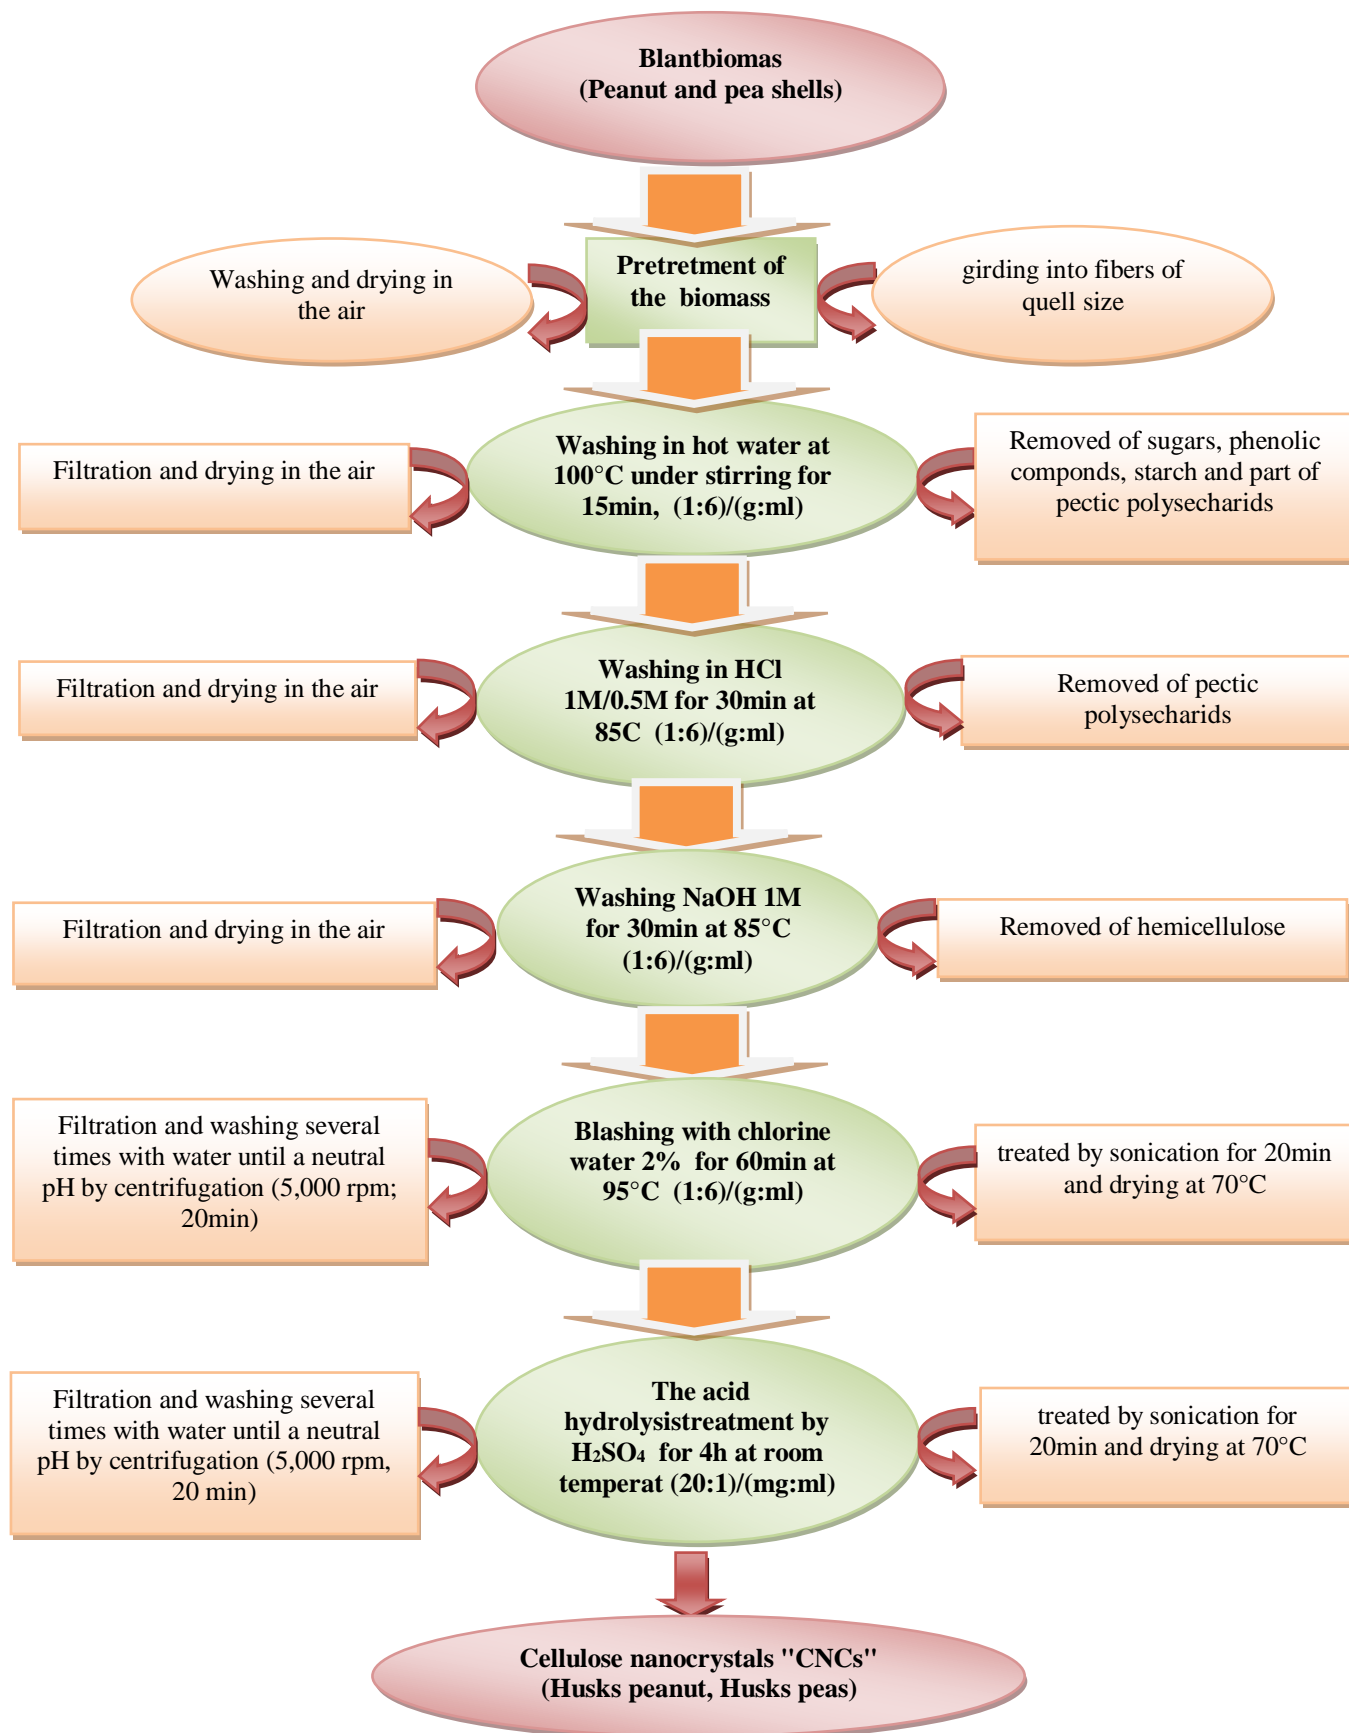 Blantbiomas
(Peanut and pea shells)
Washing and drying in
the air
Pretretment of
the biomass
girding into fibers of
quell size
Filtration and drying in the air
Washing in hot water at
100°C under stirring for
15min, (1:6)/(g:ml)
Removed of sugars, phenolic
componds, starch and part of
pectic polysecharids
Filtration and drying in the air
Washing in HCl
1M/0.5M for 30min at
85C (1:6)/(g:ml)
Removed of pectic
polysecharids
Filtration and drying in the air
Washing NaOH 1M
for 30min at 85°C
(1:6)/(g:ml)
Removed of hemicellulose
Filtration and washing several
times with water until a neutral
pH by centrifugation (5,000 rpm;
20min)
Blashing with chlorine
water 2% for 60min at
95°C (1:6)/(g:ml)
treated by sonication for 20min
and drying at 70°C
Filtration and washing several
times with water until a neutral
pH by centrifugation (5,000 rpm,
20 min)
The acid
hydrolysistreatment by
H₂SO₄ for 4h at room
temperat (20:1)/(mg:ml)
treated by sonication for
20min and drying at 70°C
Cellulose nanocrystals "CNCs"
(Husks peanut, Husks peas)